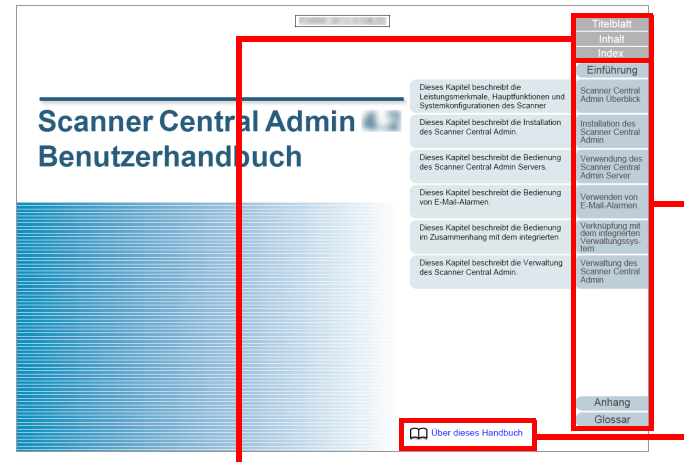 Titelblatt
Inhalt
Index
Einführung
Scanner Central Admin
Benutzerhandbuch
Dieses Kapitel beschreibt die
Leistungsmerkmale, Hauptfunktionen und
Systemkonfigurationen des Scanner
Scanner Central
Admin Überblick
Dieses Kapitel beschreibt die Installation
des Scanner Central Admin.
Installation des
Scanner Central
Admin
Dieses Kapitel beschreibt die Bedienung
des Scanner Central Admin Servers.
Verwendung des
Scanner Central
Admin Server
Dieses Kapitel beschreibt die Bedienung
von E-Mail-Alarmen.
Verwenden von
E-Mail-Alarmen
Dieses Kapitel beschreibt die Bedienung
im Zusammenhang mit dem integrierten
Verknüpfung mit
dem integrierten
Verwaltungssys-
tem
Dieses Kapitel beschreibt die Verwaltung
des Scanner Central Admin.
Verwaltung des
Scanner Central
Admin
Anhang
Glossar
Über dieses Handbuch